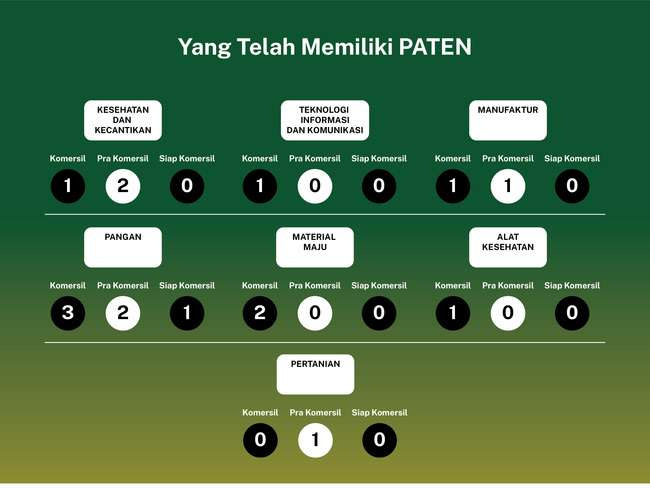 Yang Telah Memiliki PATEN
KESEHATAN
DAN
KECANTIKAN
TEKNOLOGI
INFORMASI
DAN KOMUNIKASI
MANUFAKTUR
Komersil Pra Komersil Siap Komersil Komersil Pra Komersil Siap Komersil Komersil Pra Komersil Siap Komersil
1 2 0 1 0 0 1 1 0
PANGAN
MATERIAL
MAJU
ALAT
KESEHATAN
Komersil Pra Komersil Siap Komersil Komersil Pra Komersil Siap Komersil Komersil Pra Komersil Siap Komersil
3 2 1 2 0 0 1 0 0
PERTANIAN
Komersil Pra Komersil Siap Komersil
0 1 0